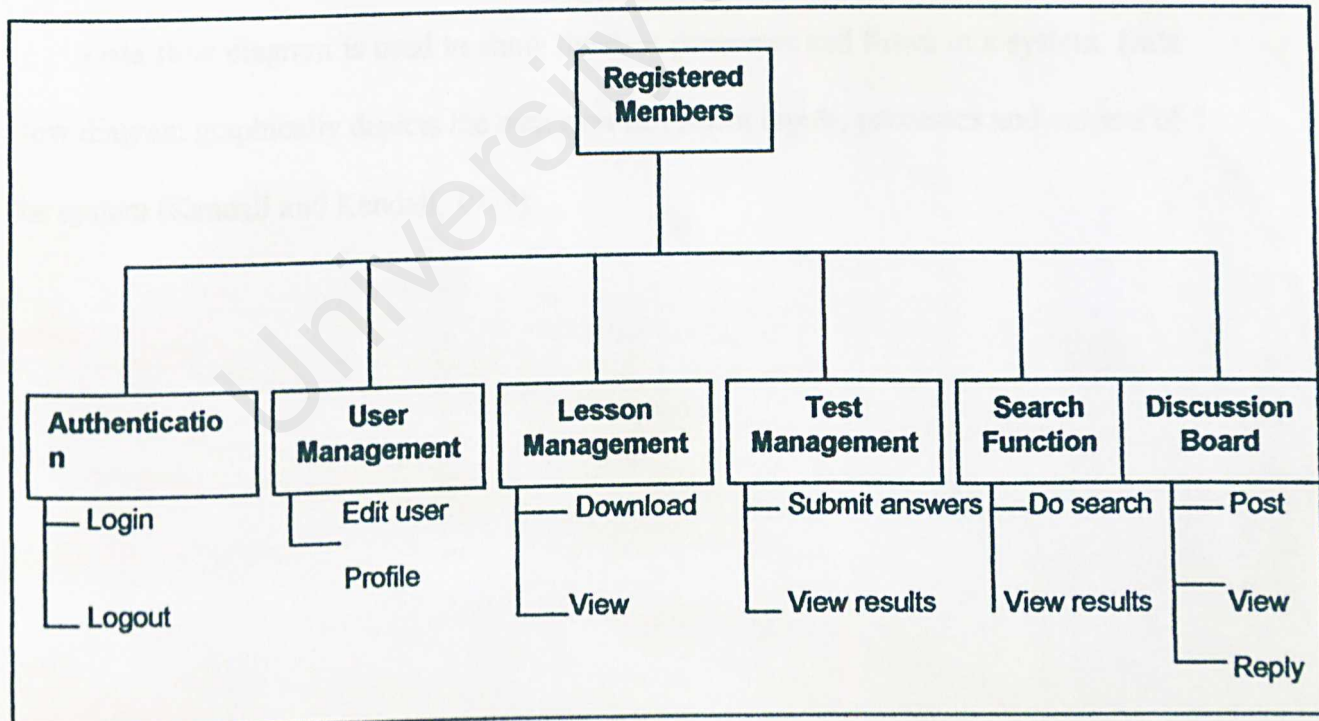 Registered
Members
Authenticatio
n
User
Management
Lesson
Management
Test
Management
Search
Function
Discussion
Board
Login
Logout
Edit user
Profile
Download
View
Submit answers
View results
Do search
View results
Post
View
Reply
University